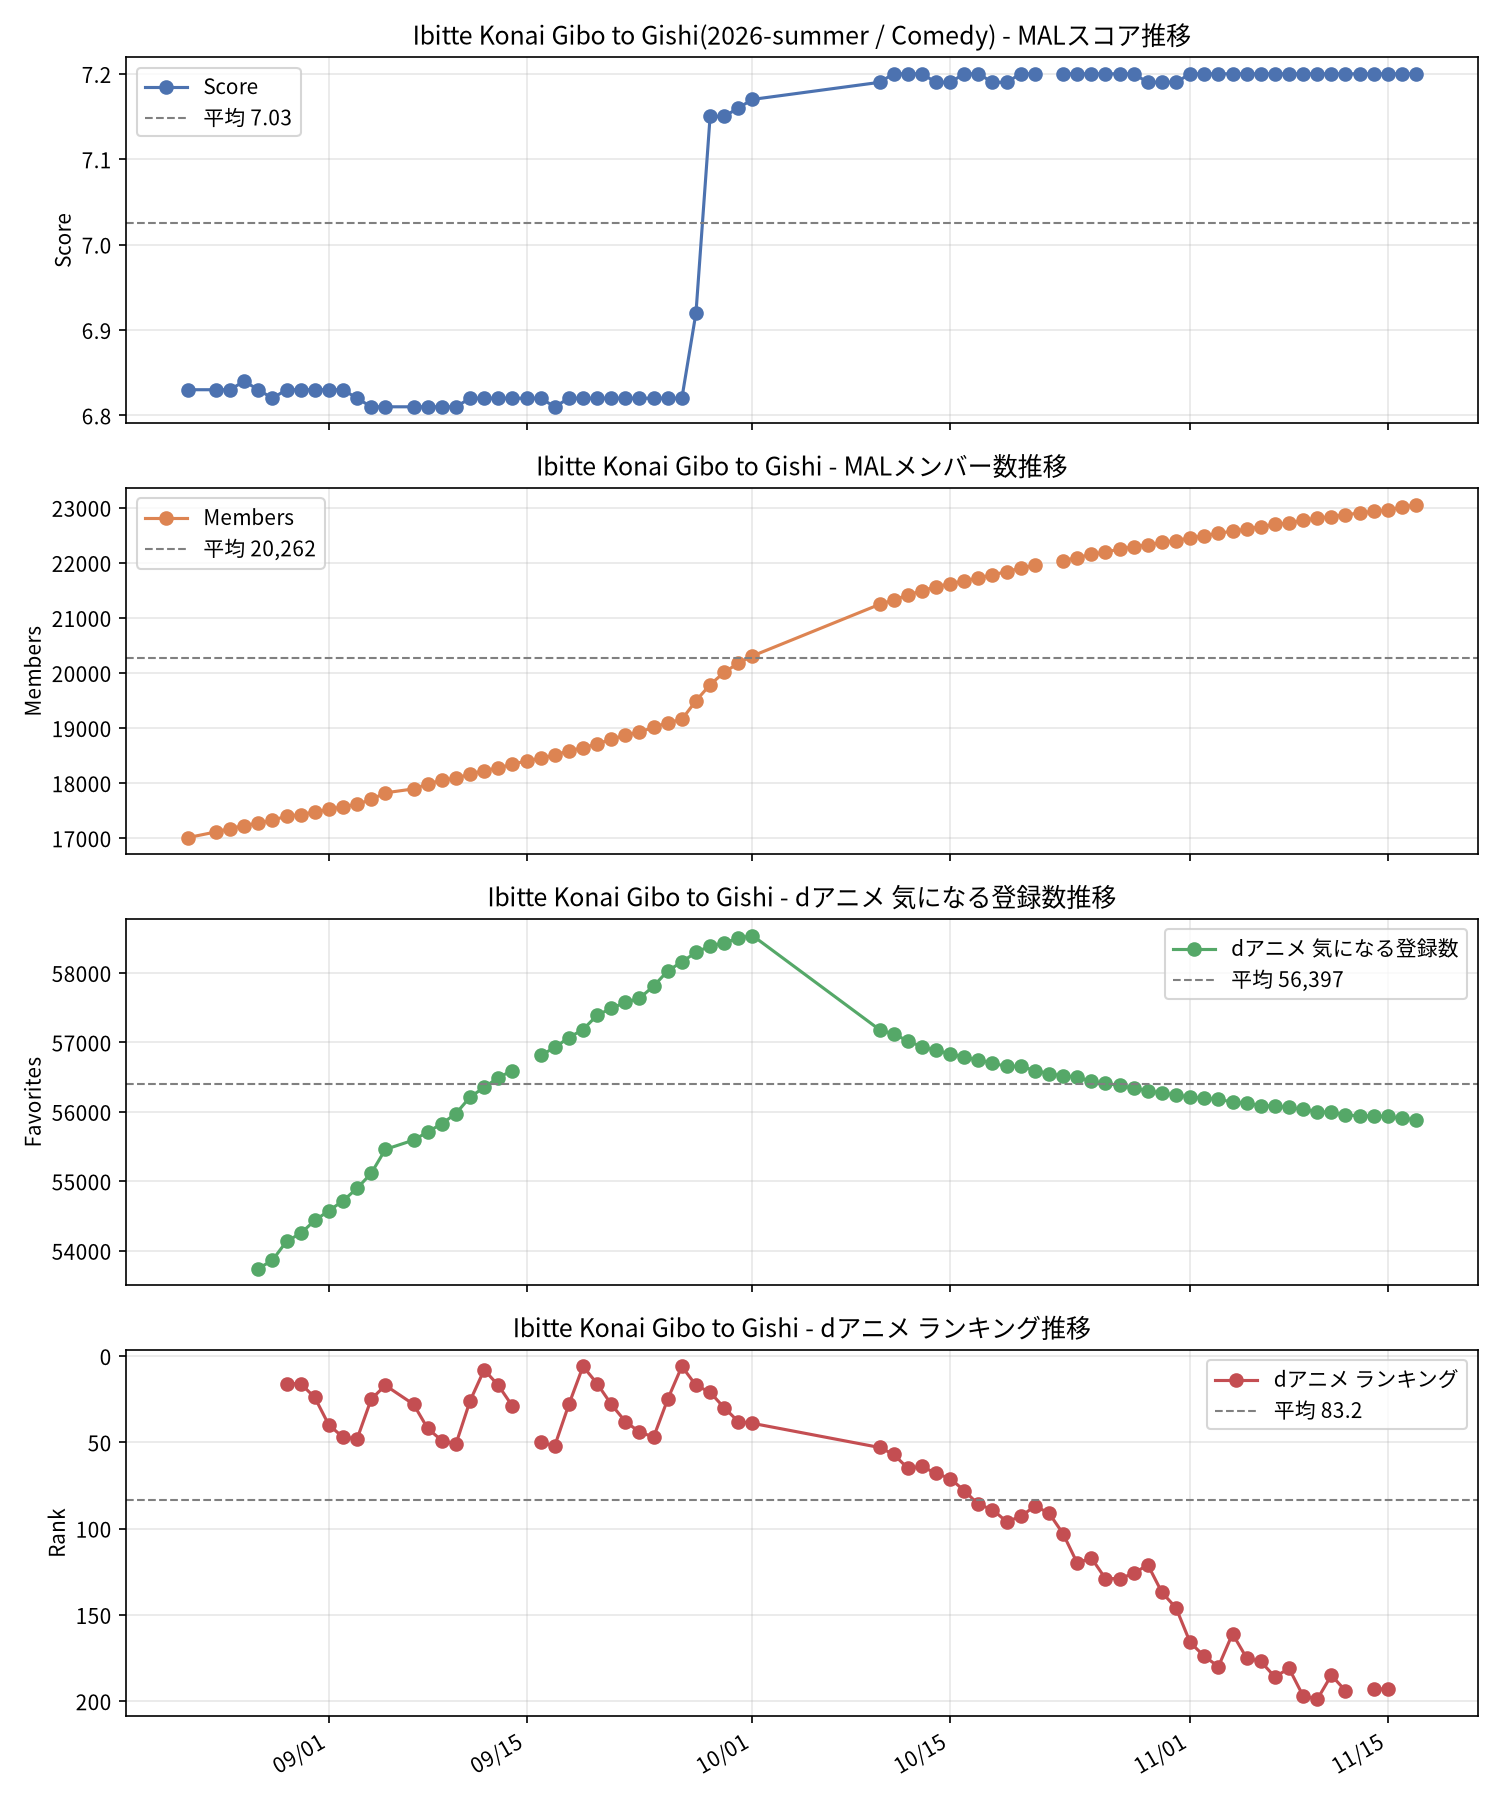 Ibitte Konai Gibo to Gishi(2026-summer / Comedy) - MALスコア推移
Score
平均 7.03
7.2
7.1
7.0
6.9
6.8
Score
Ibitte Konai Gibo to Gishi - MALメンバー数推移
Members
平均 20,262
23000
22000
21000
20000
19000
18000
17000
Members
Ibitte Konai Gibo to Gishi - dアニメ 気になる登録数推移
dアニメ 気になる登録数
平均 56,397
58000
57000
56000
55000
54000
Favorites
Ibitte Konai Gibo to Gishi - dアニメ ランキング推移
dアニメ ランキング
平均 83.2
0
50
100
150
200
Rank
09/01
09/15
10/01
10/15
11/01
11/15